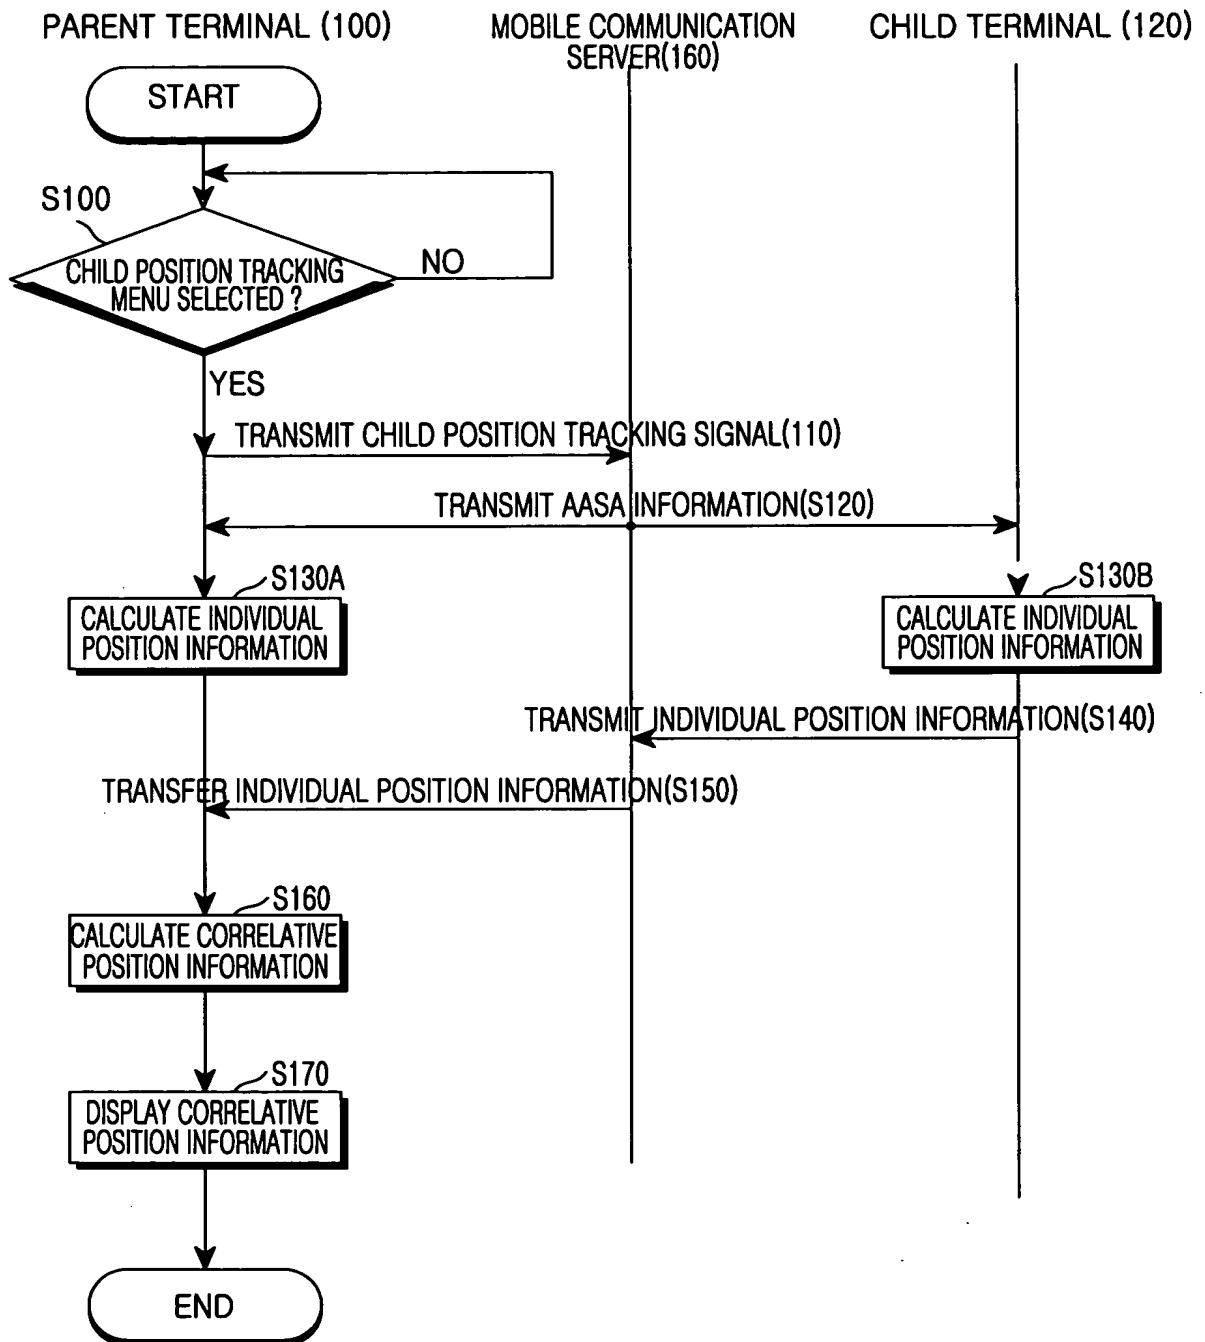 PARENT TERMINAL (100)
MOBILE COMMUNICATION
SERVER(160)
CHILD TERMINAL (120)
START
S100
CHILD POSITION TRACKING
MENU SELECTED ?
NO
YES
TRANSMIT CHILD POSITION TRACKING SIGNAL(110)
TRANSMIT AASA INFORMATION(S120)
S130A
CALCULATE INDIVIDUAL
POSITION INFORMATION
S130B
CALCULATE INDIVIDUAL
POSITION INFORMATION
TRANSMIT INDIVIDUAL POSITION INFORMATION(S140)
TRANSFER INDIVIDUAL POSITION INFORMATION(S150)
S160
CALCULATE CORRELATIVE
POSITION INFORMATION
S170
DISPLAY CORRELATIVE
POSITION INFORMATION
END